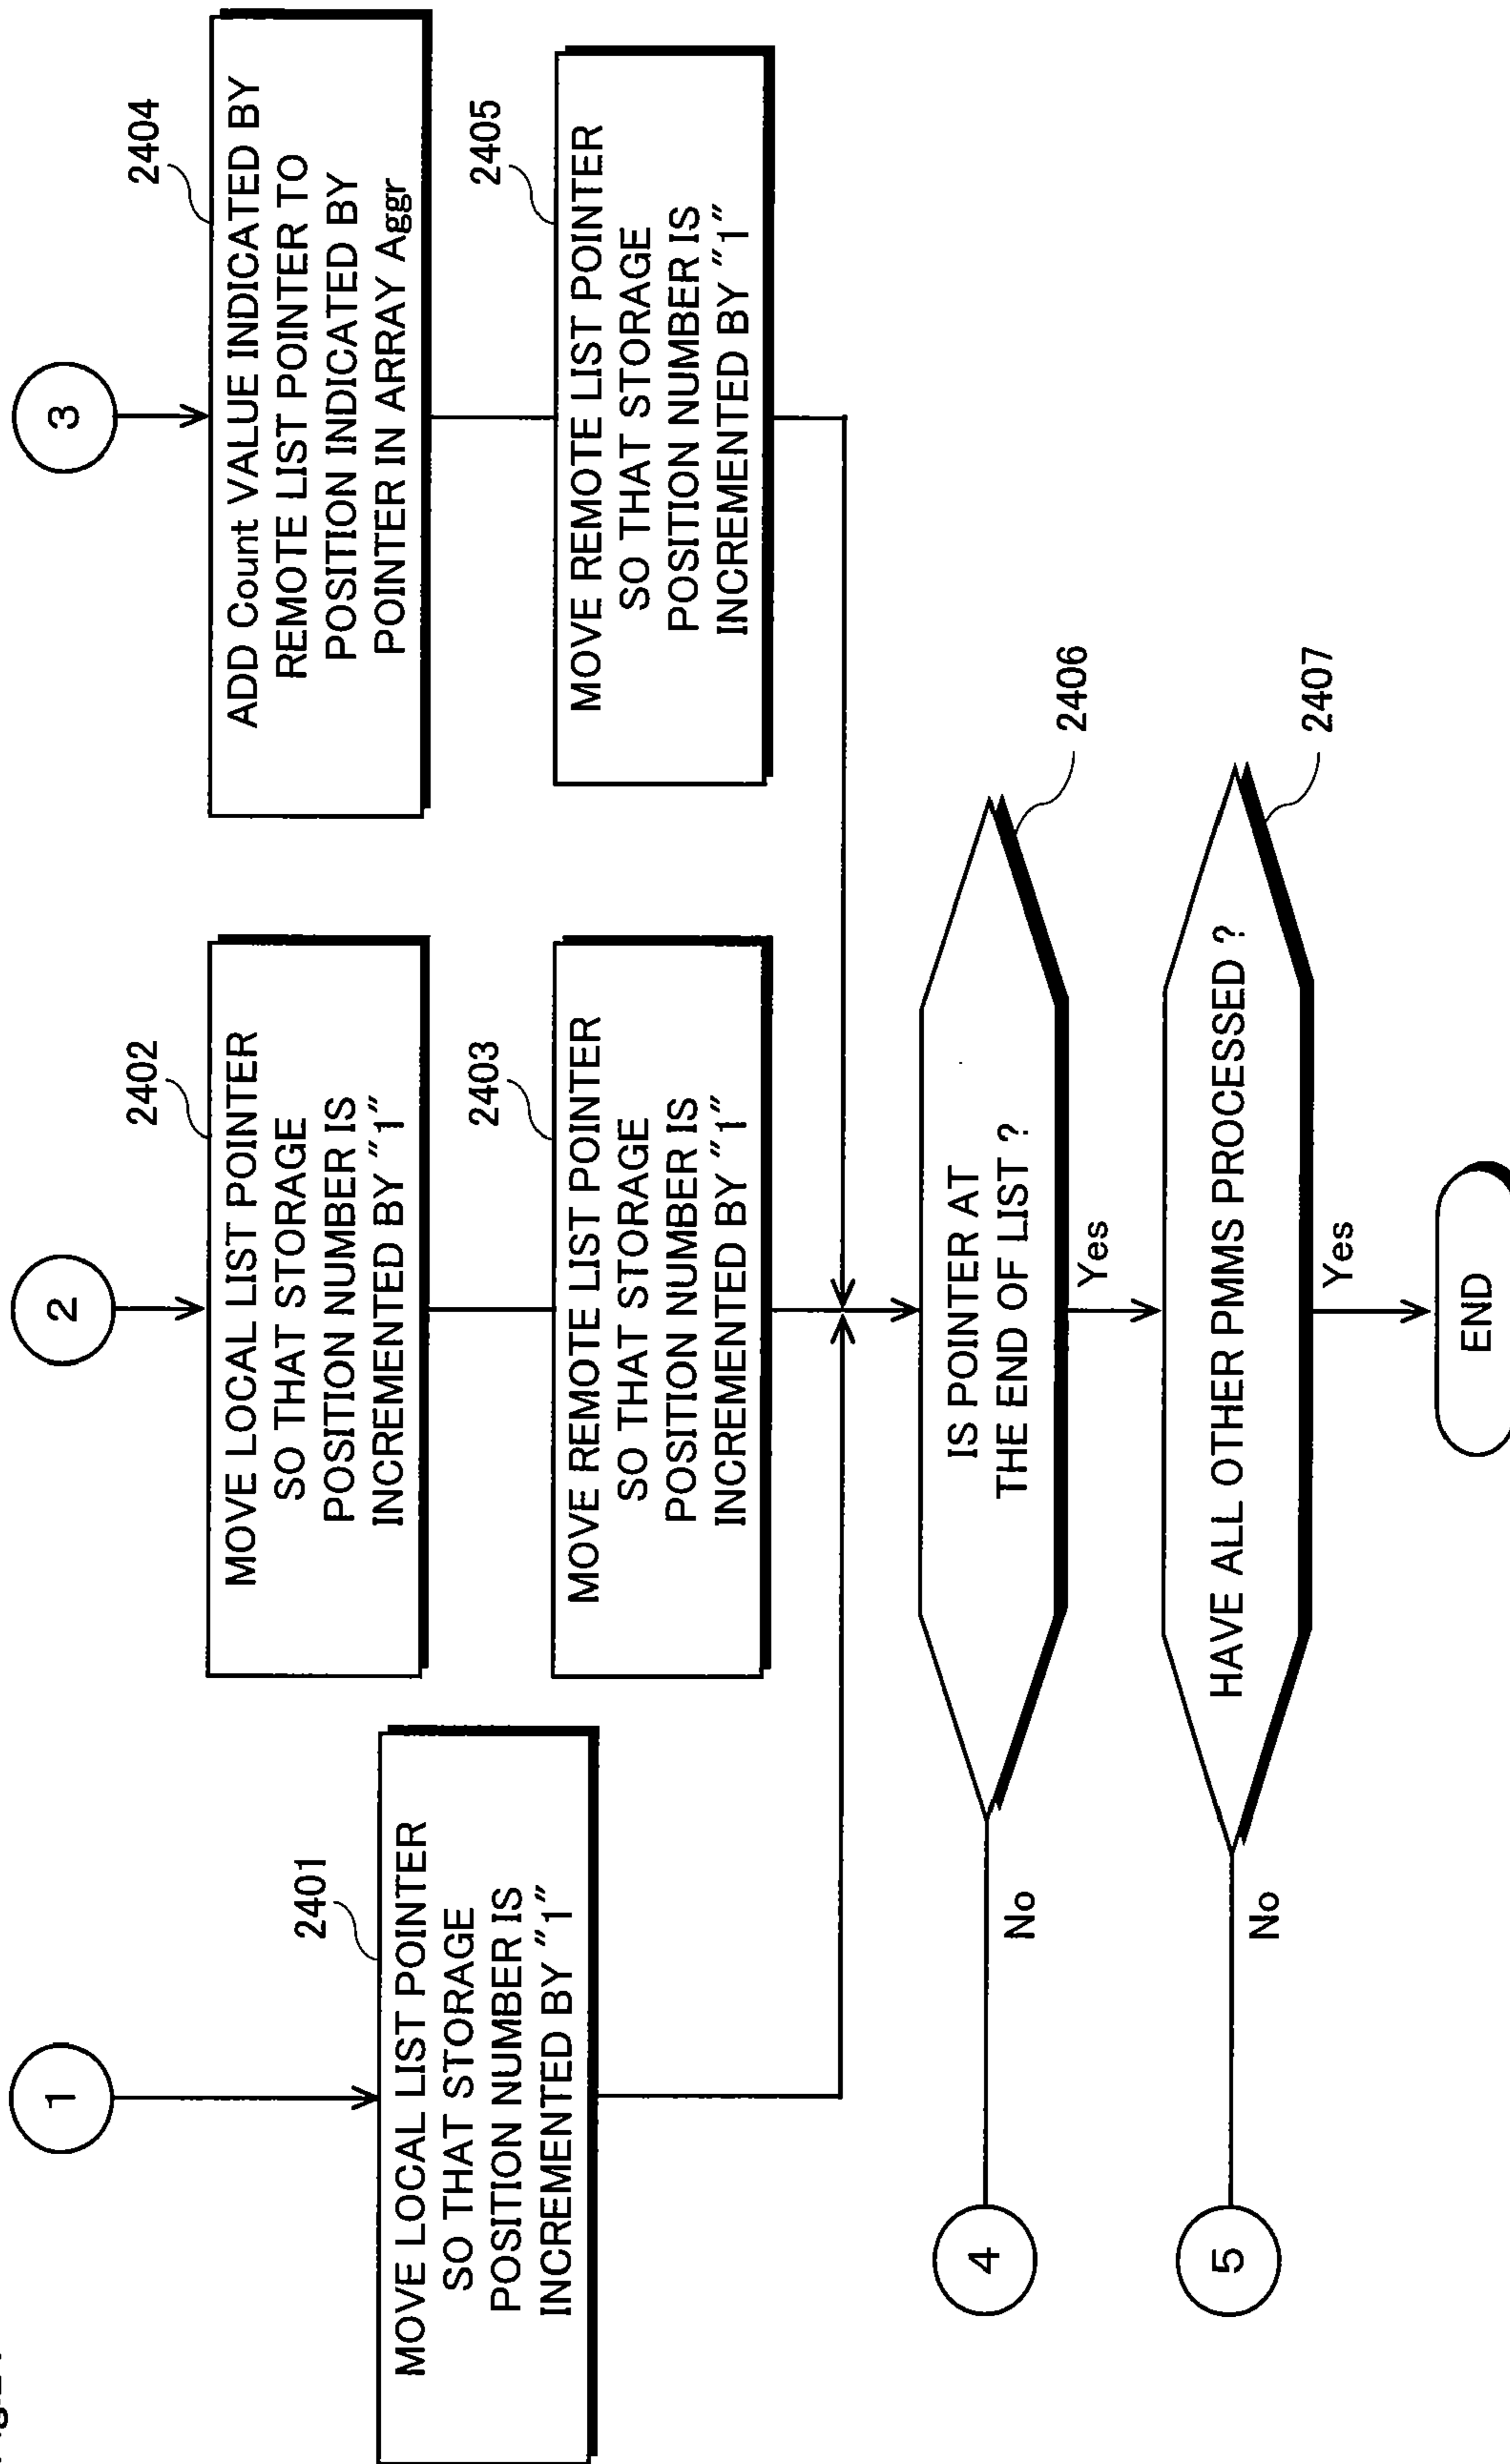 1
2401
MOVE LOCAL LIST POINTER
SO THAT STORAGE
POSITION NUMBER IS
INCREMENTED BY "1"
2
2402
MOVE LOCAL LIST POINTER
SO THAT STORAGE
POSITION NUMBER IS
INCREMENTED BY "1"
2403
MOVE REMOTE LIST POINTER
SO THAT STORAGE
POSITION NUMBER IS
INCREMENTED BY "1"
3
2404
ADD Count VALUE INDICATED BY
REMOTE LIST POINTER TO
POSITION INDICATED BY
POINTER IN ARRAY Aggr
2405
MOVE REMOTE LIST POINTER
SO THAT STORAGE
POSITION NUMBER IS
INCREMENTED BY "1"
4
No
IS POINTER AT
THE END OF LIST ?
2406
Yes
5
No
HAVE ALL OTHER PMMS PROCESSED ?
2407
Yes
END